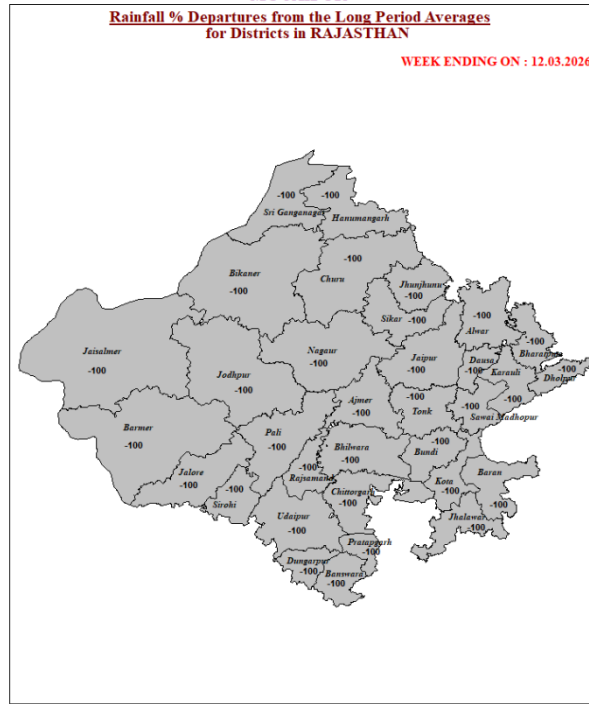 Rainfall % Departures from the Long Period Averages
for Districts in RAJASTHAN
WEEK ENDING ON : 12.03.2026
-100
-100
Sri Ganganagar
Hanumangarh
-100
Bikaner
Churu
-100
Jhunjhunu
-100
Sikar -100
-100
Alwar
-100
Bharatpur
Jaisalmer
-100
Jodhpur
-100
Nagaur
-100
Jaipur
-100
Dausa
-100
Karauli
-100
-100
Dholpur
Ajmer
-100
-100
Tonk
-100
Sawai Madhopur
Barmer
-100
Pali
-100
Bhilwara
-100
-100
Bundi
Jalore
-100
-100
Sirohi
-100
Rajsamand
Chittorgarh
-100
Kota
-100
Baran
-100
Udaipur
-100
Jhalawar
-100
Pratapgarh
-100
Dungarpur
-100
Banswara
-100